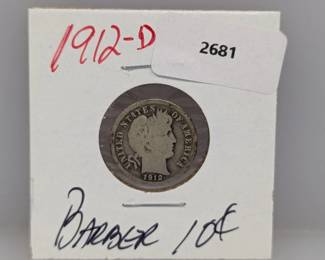 1912-D
2681
UNITED STATES OF AMERICA
1912
BARBER 10¢